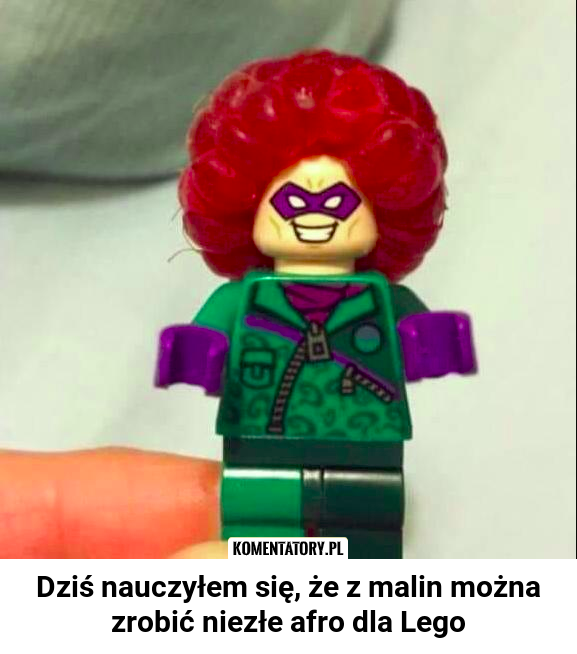 KOMENTATORY.PL
Dziś nauczyłem się, że z malin można
zrobić niezłe afro dla Lego